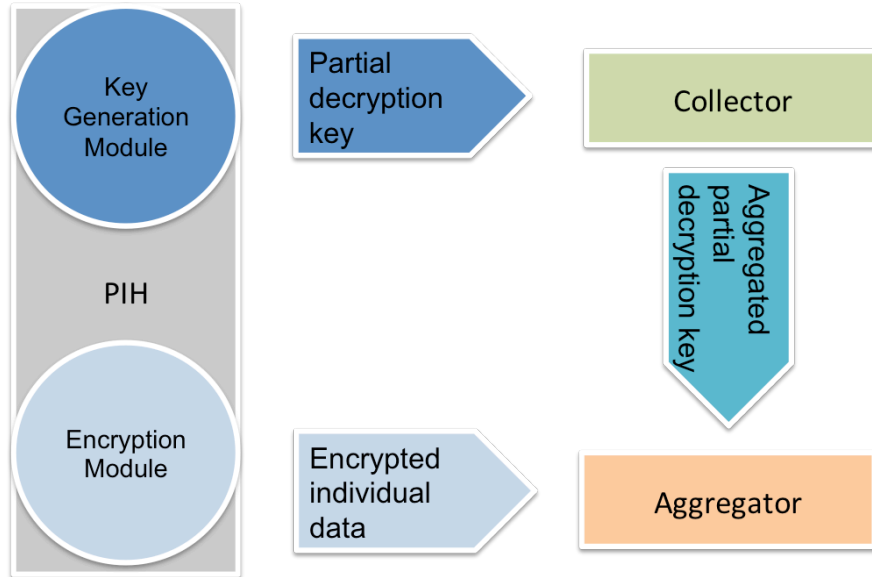 Key
Generation
Module
Partial
decryption
key
Collector
Aggregated
partial
decryption key
PIH
Encryption
Module
Encrypted
individual
data
Aggregator